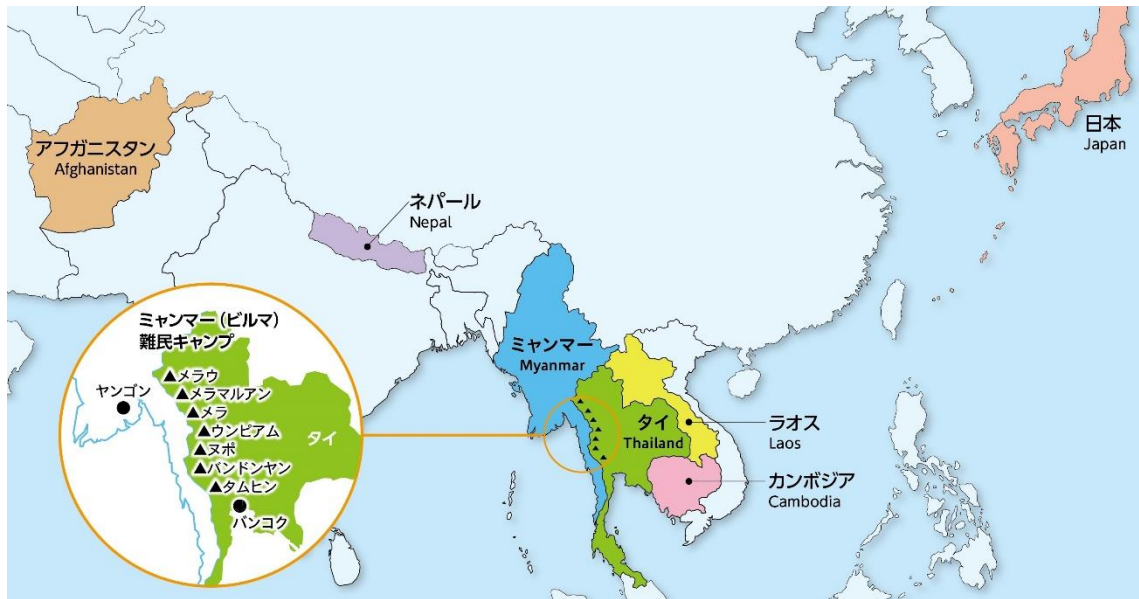 アフガニスタン
Afghanistan
ネパール
Nepal
日本
Japan
ミャンマー
Myanmar
タイ
Thailand
ラオス
Laos
カンボジア
Cambodia
ミャンマー（ビルマ）
難民キャンプ
ヤンゴン
▲メラウ
▲メラマルアン
▲メラ
▲ウンピアム
▲ヌポ
▲バンドンヤン
▲タムヒン
タイ
バンコク